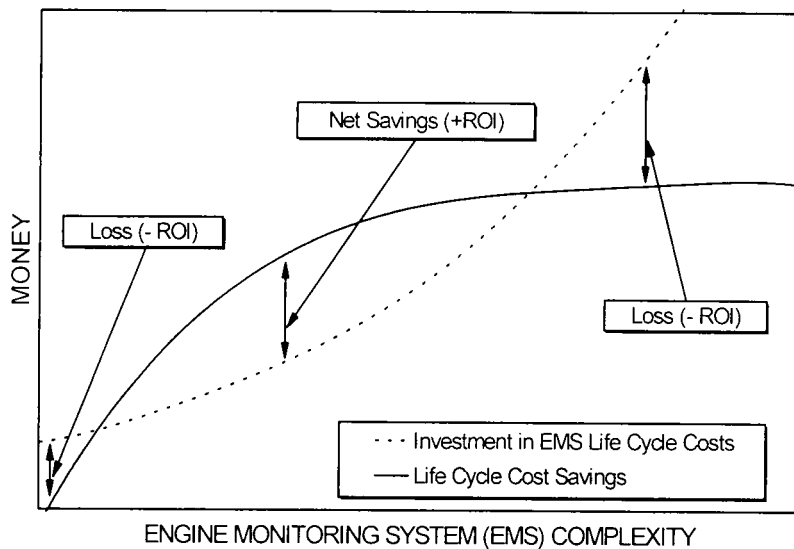 Net Savings (+ROI)
Loss (- ROI)
MONEY
Loss (- ROI)
Investment in EMS Life Cycle Costs
Life Cycle Cost Savings
ENGINE MONITORING SYSTEM (EMS) COMPLEXITY